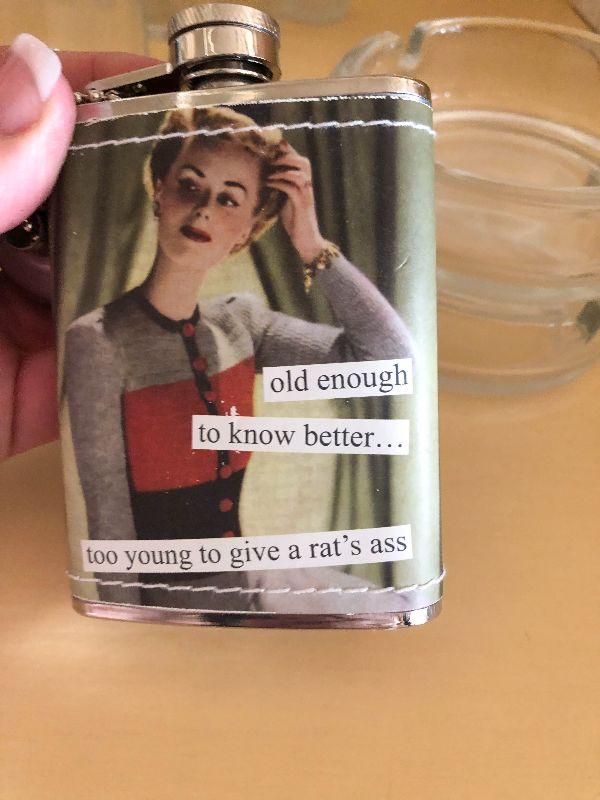 old enough
to know better...
too young to give a rat's ass